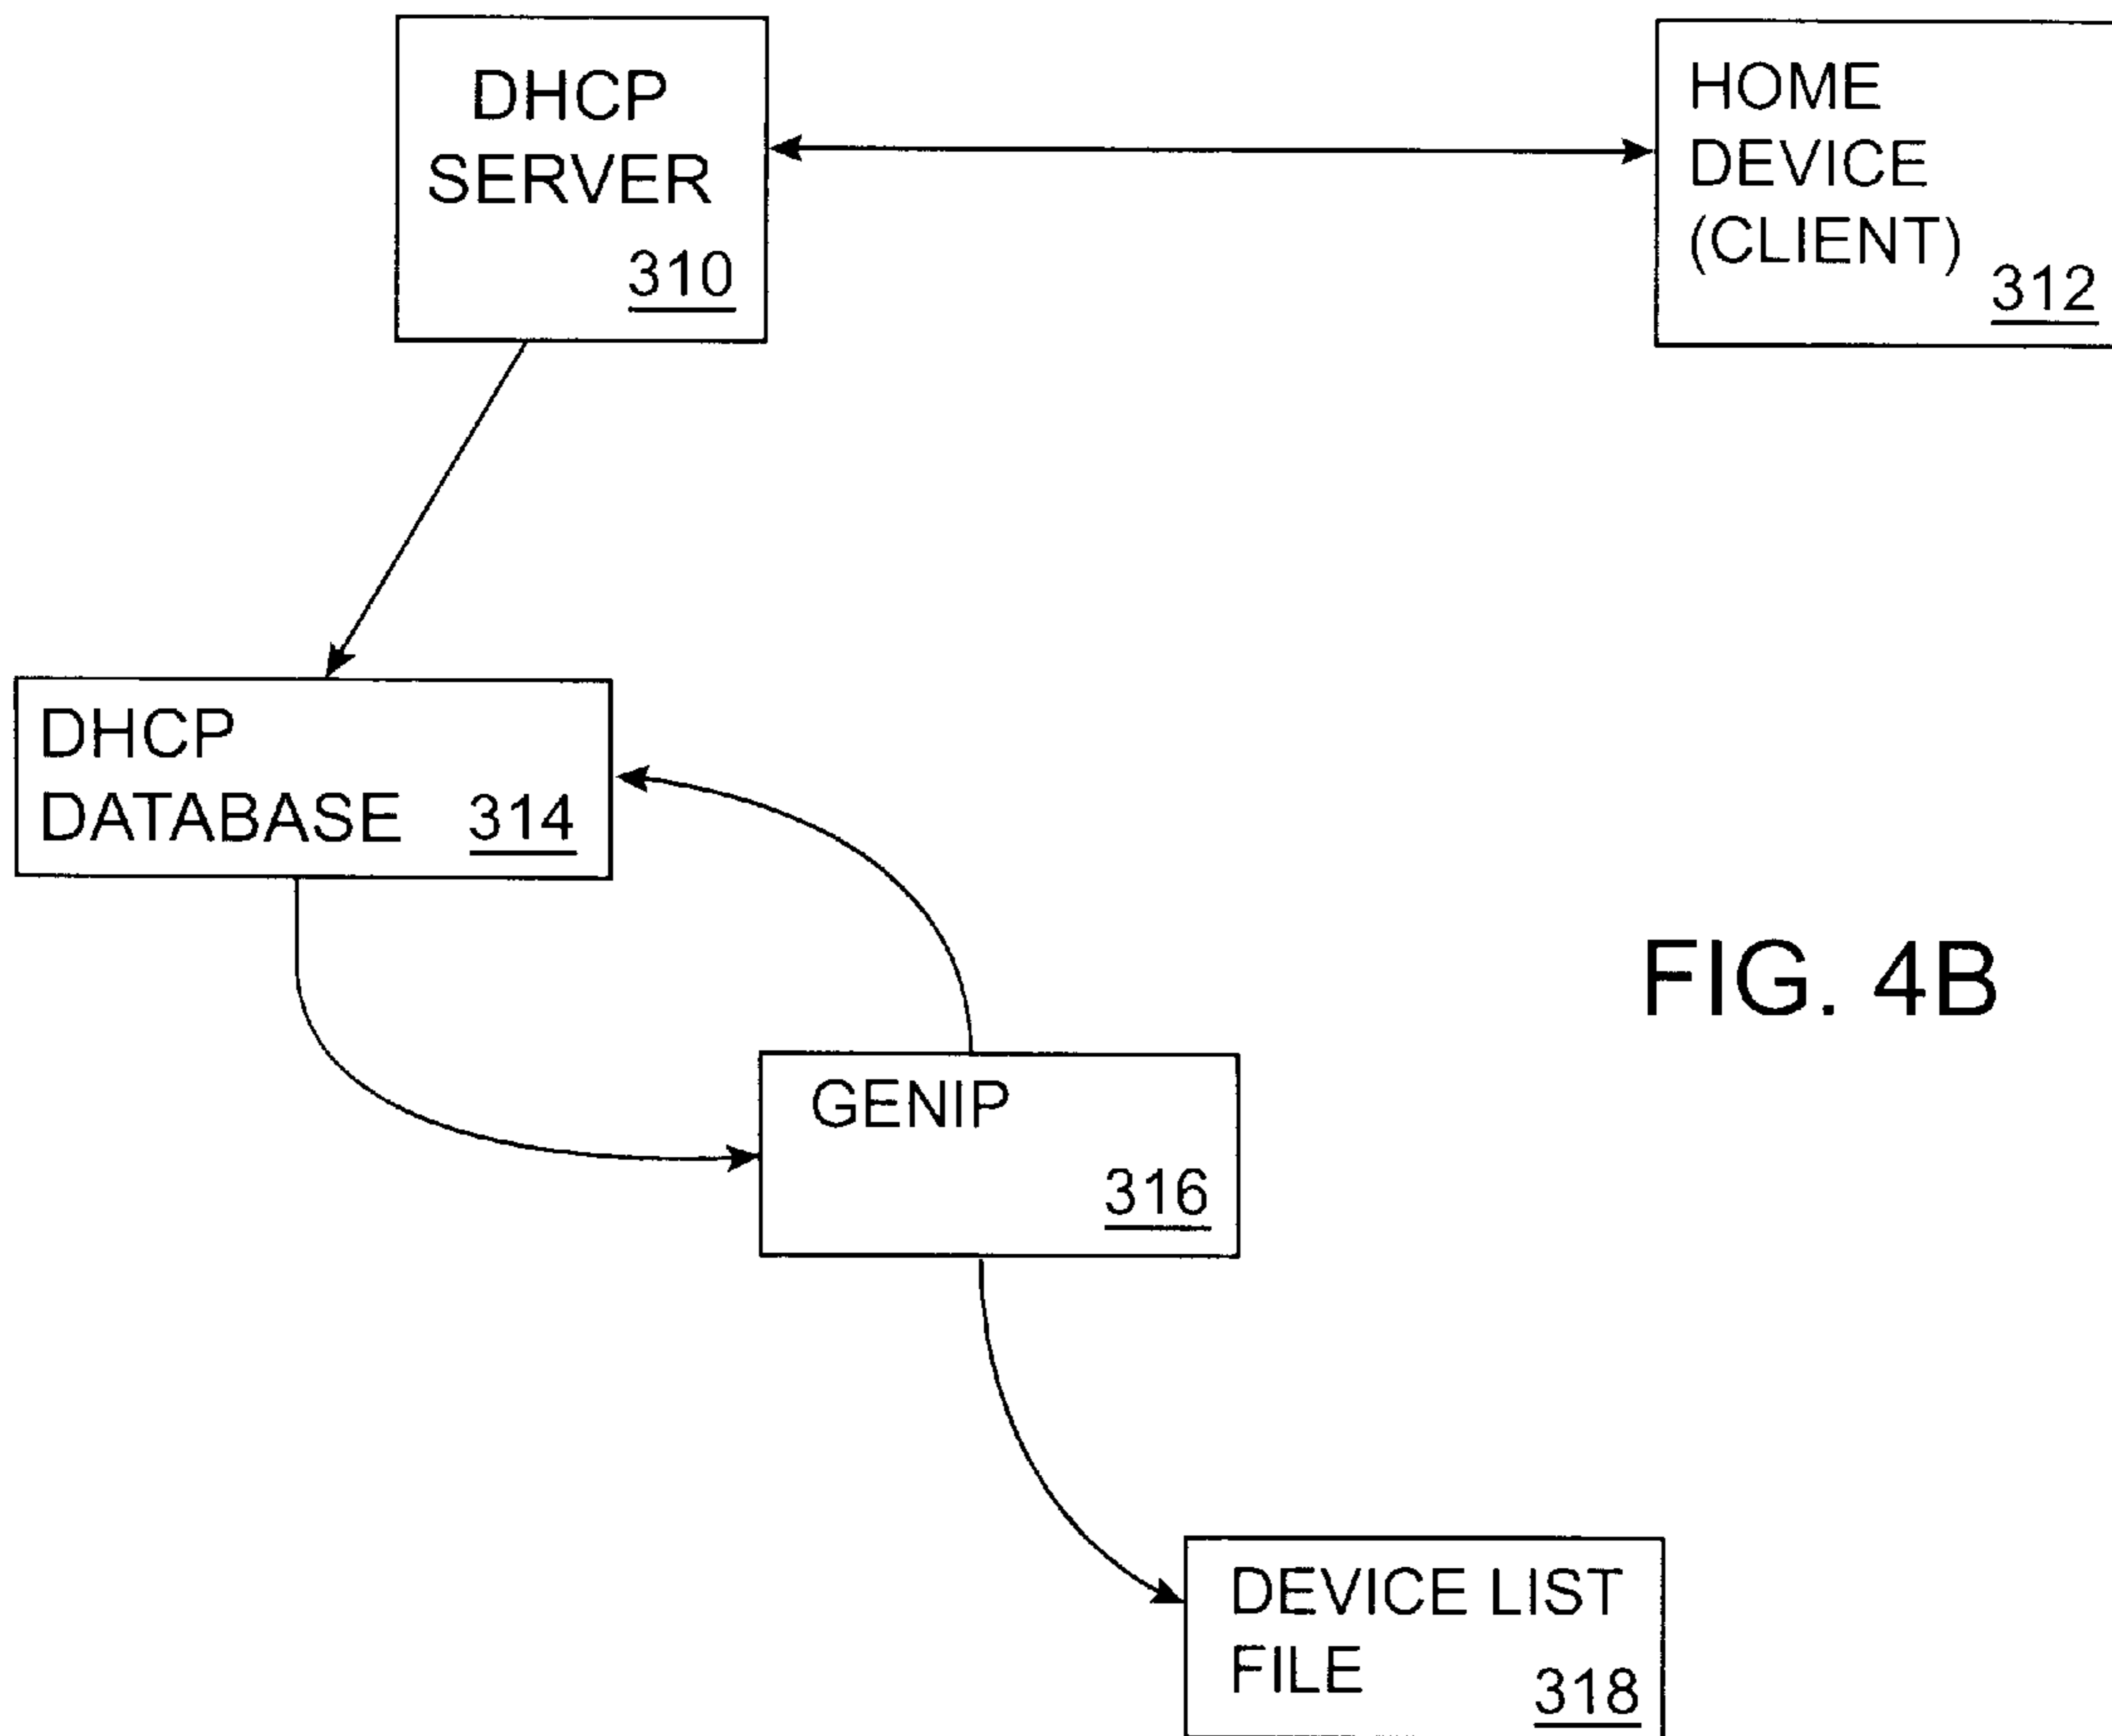 DHCP
SERVER
310
HOME
DEVICE
(CLIENT)
312
DHCP
DATABASE 314
FIG. 4B
GENIP
316
DEVICE LIST
FILE
318